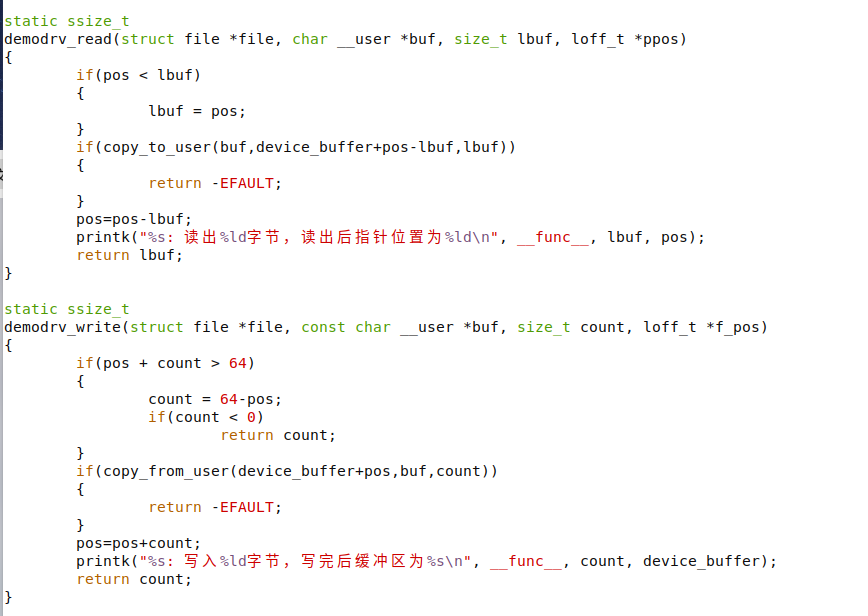 static ssize_t
demodrv_read(struct file *file, char __user *buf, size_t lbuf, loff_t *ppos)
{
        if(pos < lbuf)
        {
                lbuf = pos;
        }
        if(copy_to_user(buf,device_buffer+pos-lbuf,lbuf))
        {
                return -EFAULT;
        }
        pos=pos-lbuf;
        printk("%s: 读出%ld字节，读出后指针位置为%ld\n", __func__, lbuf, pos);
        return lbuf;
}

static ssize_t
demodrv_write(struct file *file, const char __user *buf, size_t count, loff_t *f_pos)
{
        if(pos + count > 64)
        {
                count = 64-pos;
                if(count < 0)
                        return count;
        }
        if(copy_from_user(device_buffer+pos,buf,count))
        {
                return -EFAULT;
        }
        pos=pos+count;
        printk("%s: 写入%ld字节，写完后缓冲区为%s\n", __func__, count, device_buffer);
        return count;
}